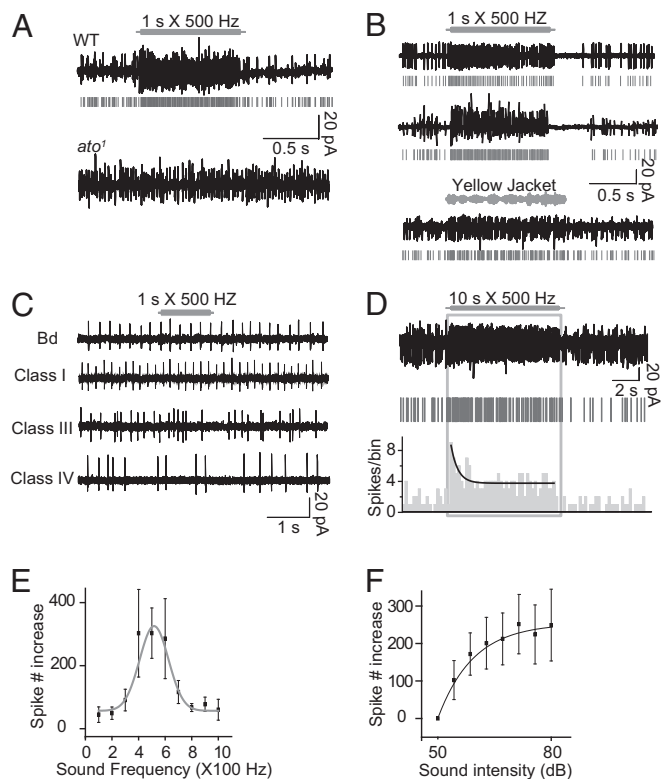 A
1 s X 500 Hz
WT
20 pA
0.5 s
ato1
B
1 s X 500 HZ
20 pA
0.5 s
Yellow Jacket
C
1 s X 500 HZ
Bd
Class I
Class III
Class IV
20 pA
1 s
D
10 s X 500 Hz
20 pA
2 s
Spikes/bin
8
4
0
E
Spike # increase
400
200
0
0 2 4 6 8 10
Sound Frequency (X100 Hz)
F
Spike # increase
300
200
100
0
50 80
Sound intensity (dB)